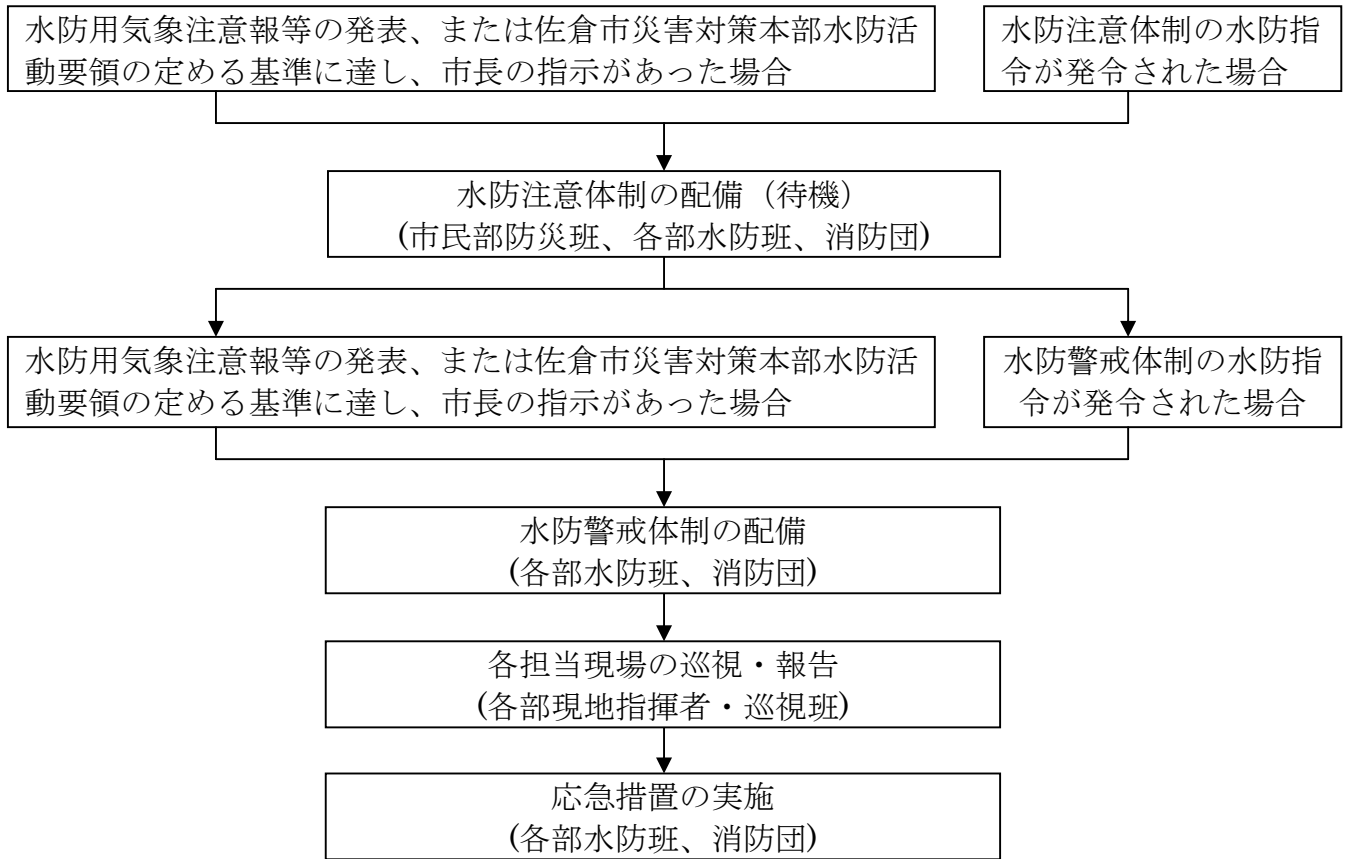 水防用気象注意報等の発表、または佐倉市災害対策本部水防活
動要領の定める基準に達し、市長の指示があった場合
水防注意体制の水防指
令が発令された場合
水防注意体制の配備（待機）
(市民部防災班、各部水防班、消防団)
水防用気象注意報等の発表、または佐倉市災害対策本部水防活
動要領の定める基準に達し、市長の指示があった場合
水防警戒体制の水防指
令が発令された場合
水防警戒体制の配備
(各部水防班、消防団)
各担当現場の巡視・報告
(各部現地指揮者・巡視班)
応急措置の実施
(各部水防班、消防団)